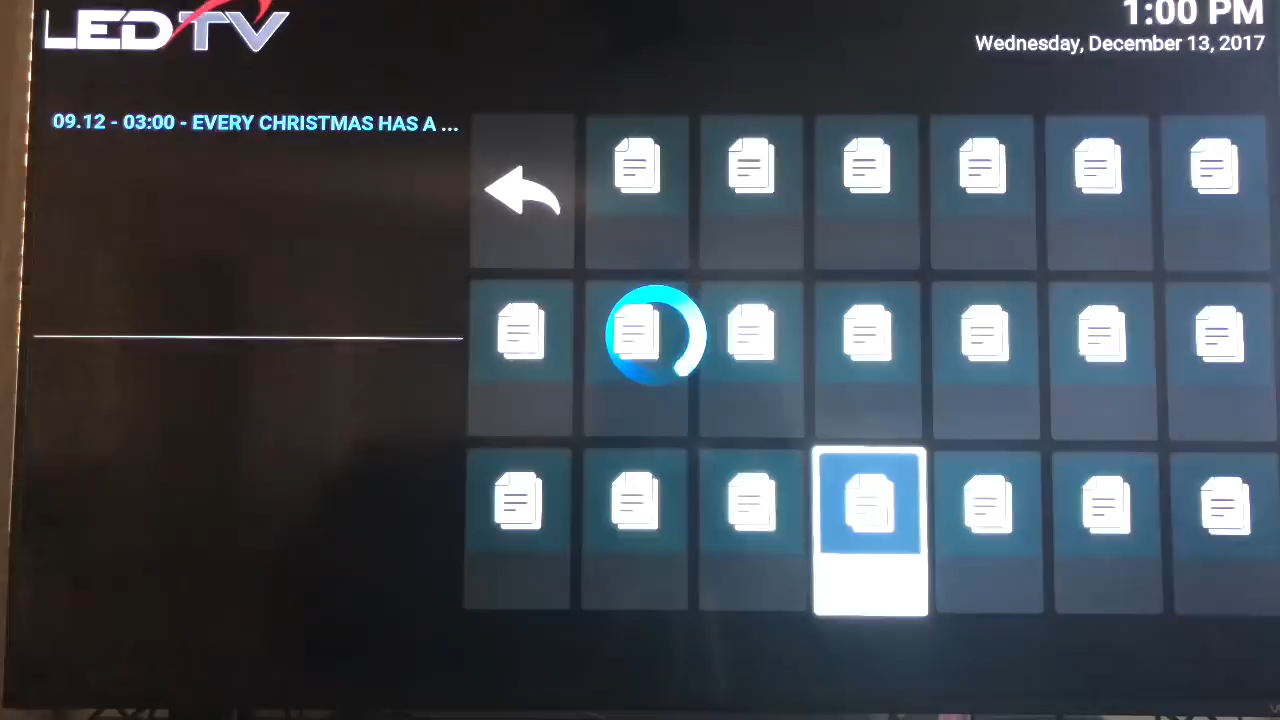 LEDTV
1:00 PM
Wednesday, December 13, 2017
09.12 - 03:00 - EVERY CHRISTMAS HAS A ...